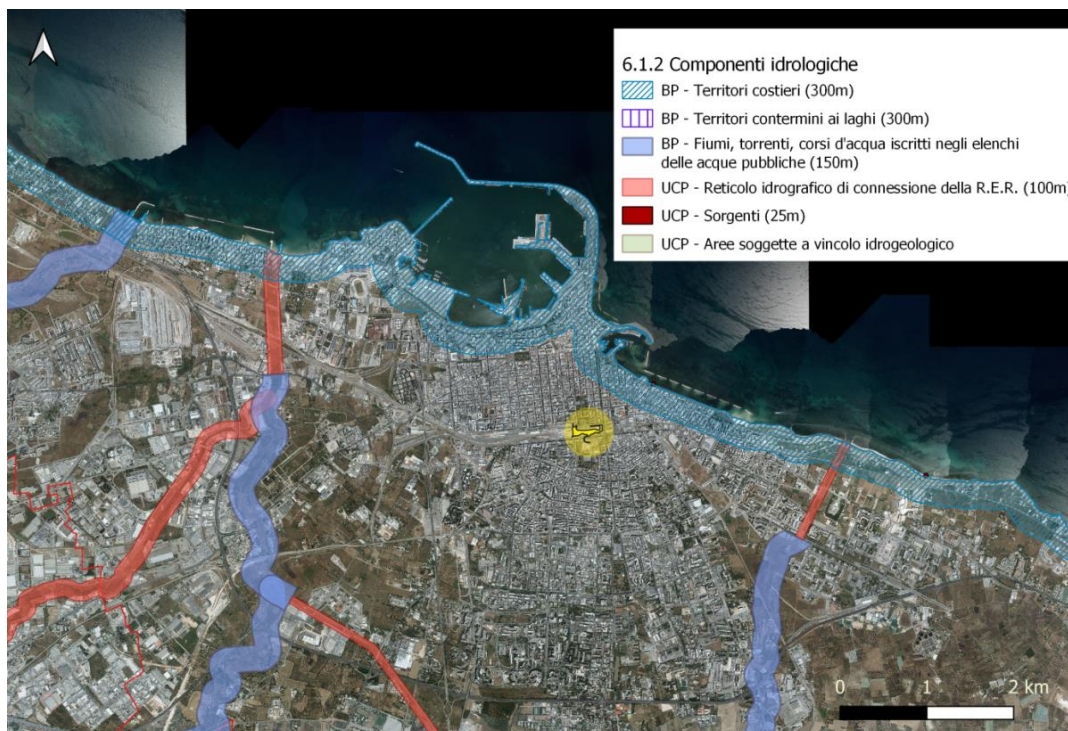 6.1.2 Componenti idrologiche
BP - Territori costieri (300m)
BP - Territori contermini ai laghi (300m)
BP - Fiumi, torrenti, corsi d'acqua iscritti negli elenchi
delle acque pubbliche (150m)
UCP - Reticolo idrografico di connessione della R.E.R. (100m)
UCP - Sorgenti (25m)
UCP - Aree soggette a vincolo idrogeologico
0 1 2 km